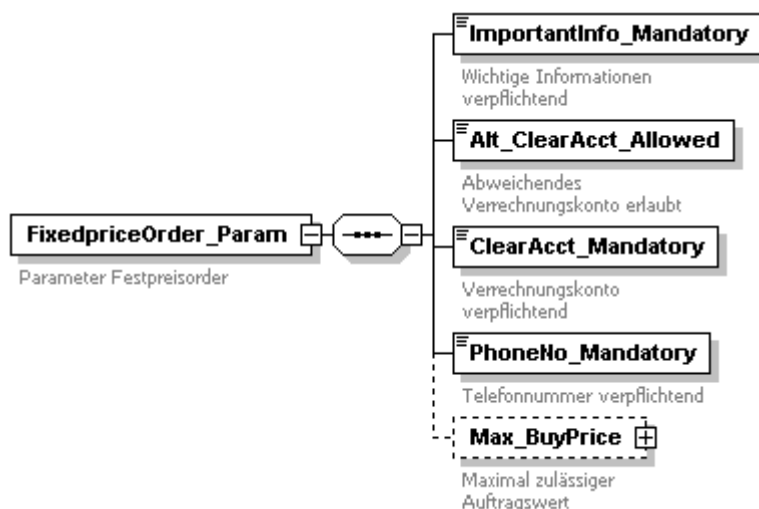 ImportantInfo_Mandatory
Wichtige Informationen
verpflichtend
Alt_ClearAcct_Allowed
Abweichendes
Verrechnungskonto erlaubt
FixedpriceOrder_Param
Parameter Festpreisorder
ClearAcct_Mandatory
Verrechnungskonto
verpflichtend
PhoneNo_Mandatory
Telefonnummer verpflichtend
Max_BuyPrice
Maximal zulässiger
Auftragswert